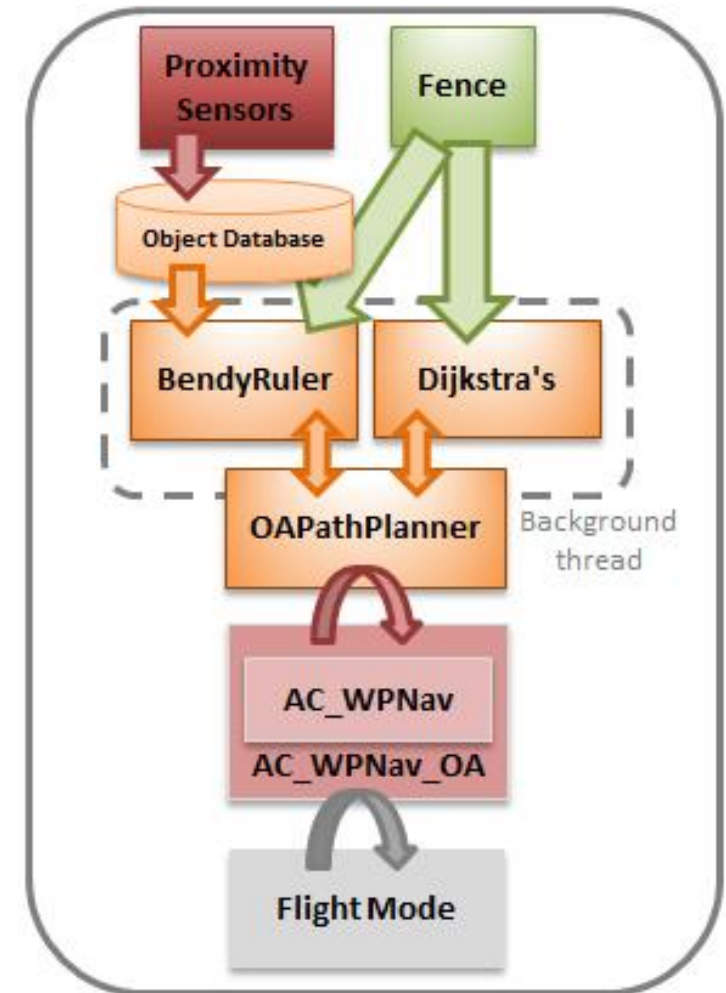 Proximity
Sensors
Fence
Object Database
BendyRuler
Dijkstra's
OAPathPlanner
Background
thread
AC_WPNav
AC_WPNav_OA
Flight Mode